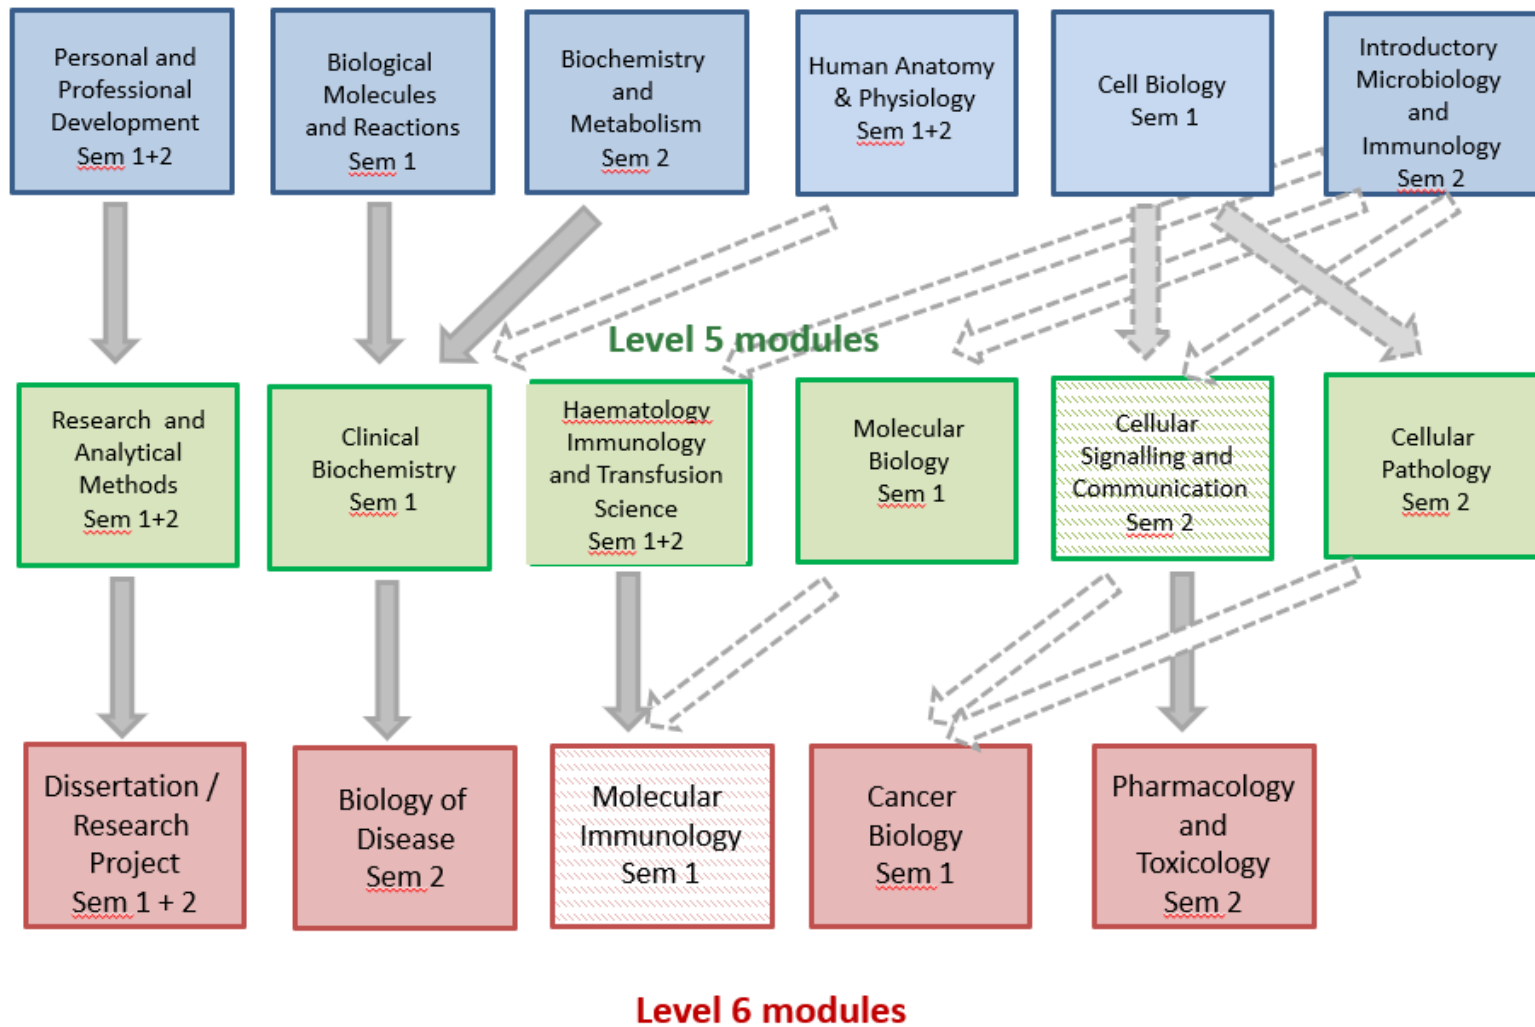 Personal and
Professional
Development
Sem 1+2
Biological
Molecules
and Reactions
Sem 1
Biochemistry
and
Metabolism
Sem 2
Human Anatomy
& Physiology
Sem 1+2
Cell Biology
Sem 1
Introductory
Microbiology
and
Immunology
Sem 2
Level 5 modules
Research and
Analytical
Methods
Sem 1+2
Clinical
Biochemistry
Sem 1
Haematology
Immunology
and Transfusion
Science
Sem 1+2
Molecular
Biology
Sem 1
Cellular
Signalling and
Communication
Sem 2
Cellular
Pathology
Sem 2
Dissertation /
Research
Project
Sem 1 + 2
Biology of
Disease
Sem 2
Molecular
Immunology
Sem 1
Cancer
Biology
Sem 1
Pharmacology
and
Toxicology
Sem 2
Level 6 modules